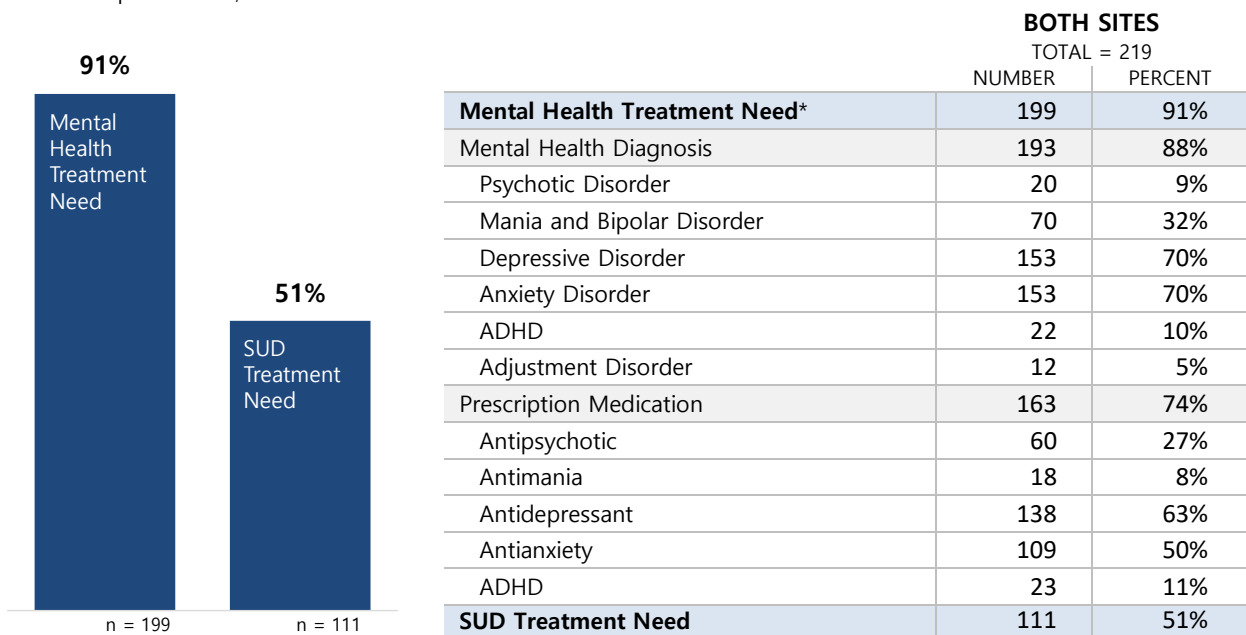 91%
Mental
Health
Treatment
Need
51%
SUD
Treatment
Need
n = 199
n = 111
BOTH SITES
TOTAL = 219
NUMBER PERCENT
Mental Health Treatment Need* 199 91%
Mental Health Diagnosis 193 88%
Psychotic Disorder 20 9%
Mania and Bipolar Disorder 70 32%
Depressive Disorder 153 70%
Anxiety Disorder 153 70%
ADHD 22 10%
Adjustment Disorder 12 5%
Prescription Medication 163 74%
Antipsychotic 60 27%
Antimania 18 8%
Antidepressant 138 63%
Antianxiety 109 50%
ADHD 23 11%
SUD Treatment Need 111 51%